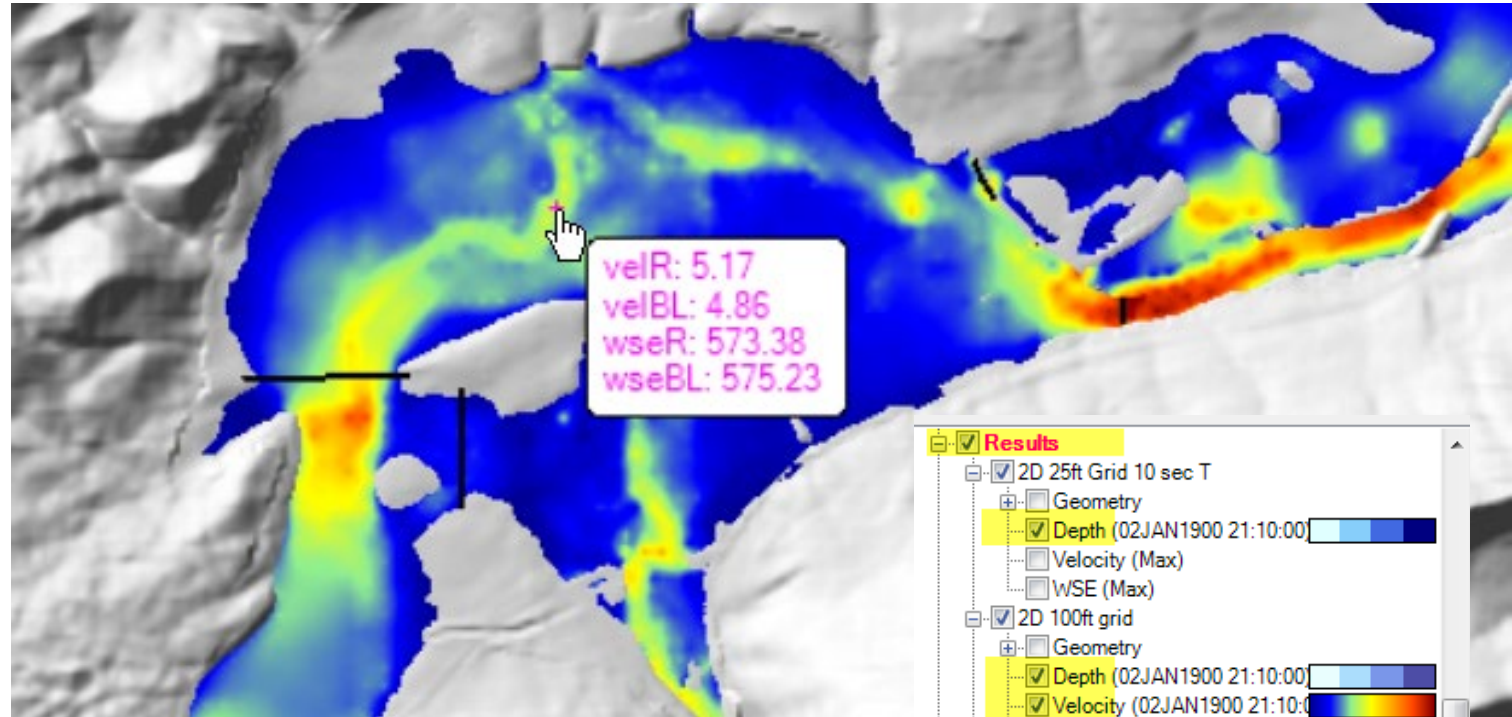 velR: 5.17
velBL: 4.86
wseR: 573.38
wseBL: 575.23
Results
2D 25ft Grid 10 sec T
Geometry
Depth (02JAN1900 21:10:00)
Velocity (Max)
WSE (Max)
2D 100ft grid
Geometry
Depth (02JAN1900 21:10:00)
Velocity (02JAN1900 21:10:0